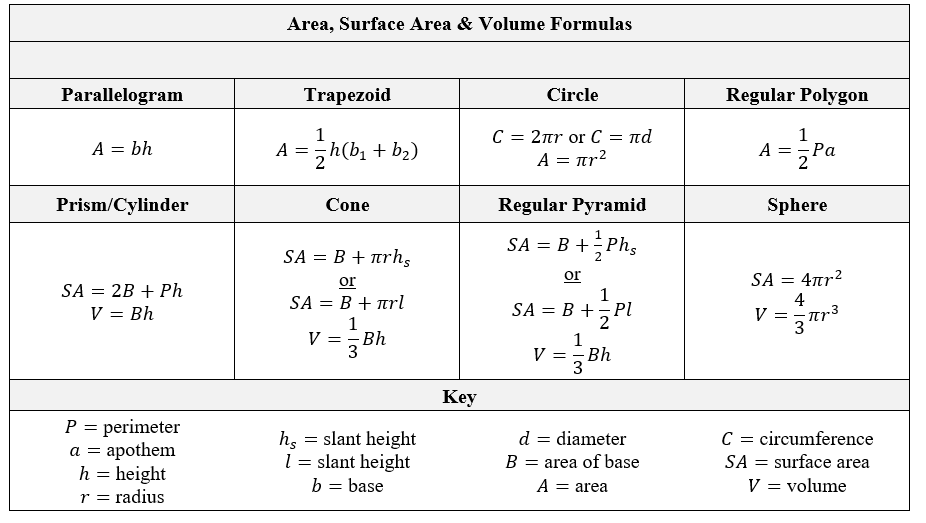 Area, Surface Area & Volume Formulas
Parallelogram Trapezoid Circle Regular Polygon
A = bh
A = 1/2 h(b₁ + b₂)
C = 2πr or C = πd
A = πr²
A = 1/2 Pa
Prism/Cylinder Cone Regular Pyramid Sphere
SA = 2B + Ph
V = Bh
SA = B + πrhₛ
or
SA = B + πrl
V = 1/3 Bh
SA = B + 1/2 Phₛ
or
SA = B + 1/2 Pl
V = 1/3 Bh
SA = 4πr²
V = 4/3 πr³
Key
P = perimeter
a = apothem
h = height
r = radius
hₛ = slant height
l = slant height
b = base
d = diameter
B = area of base
A = area
C = circumference
SA = surface area
V = volume